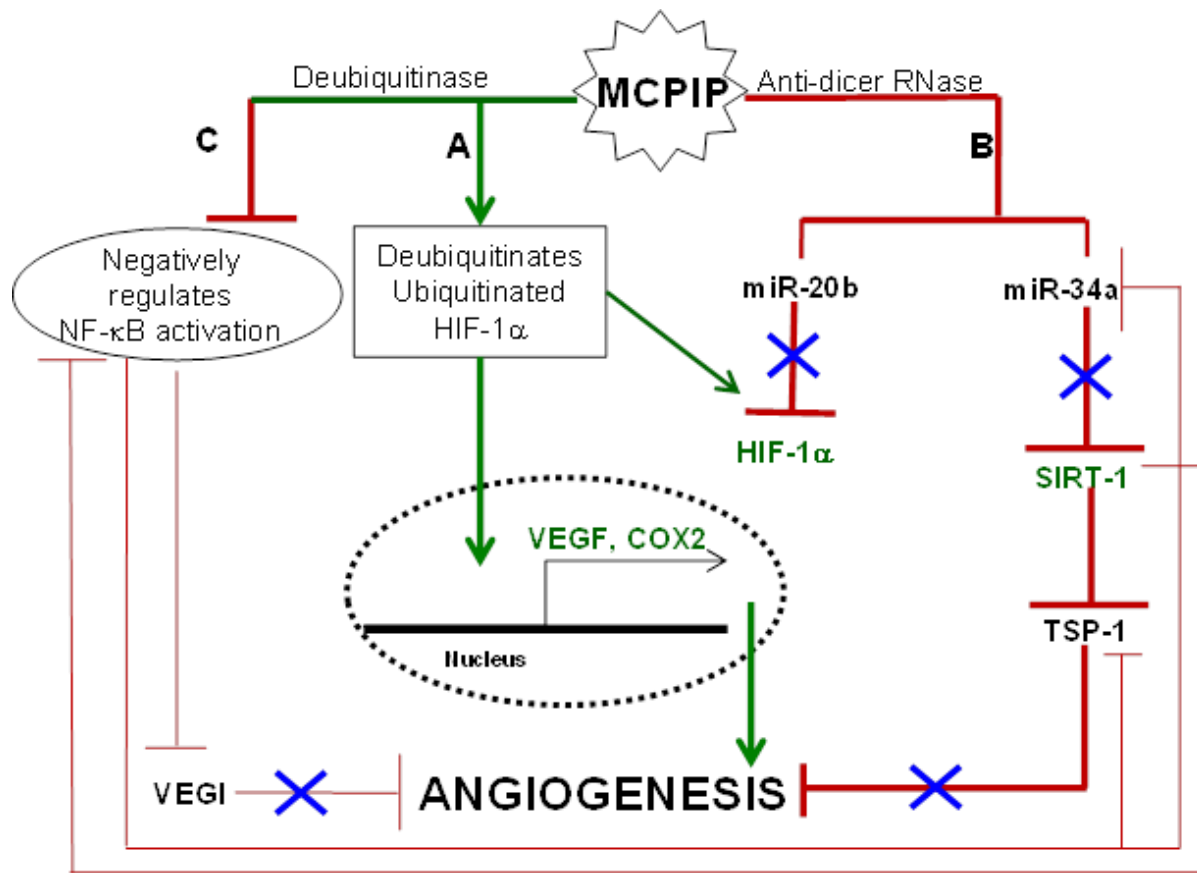 Deubiquitinase
MCPIP
Anti-dicer RNase
C
A
B
Negatively
regulates
NF-κB activation
Deubiquitinates
Ubiquitinated
HIF-1α
miR-20b
miR-34a
HIF-1α
SIRT-1
VEGF, COX2
Nucleus
TSP-1
VEGI
ANGIOGENESIS